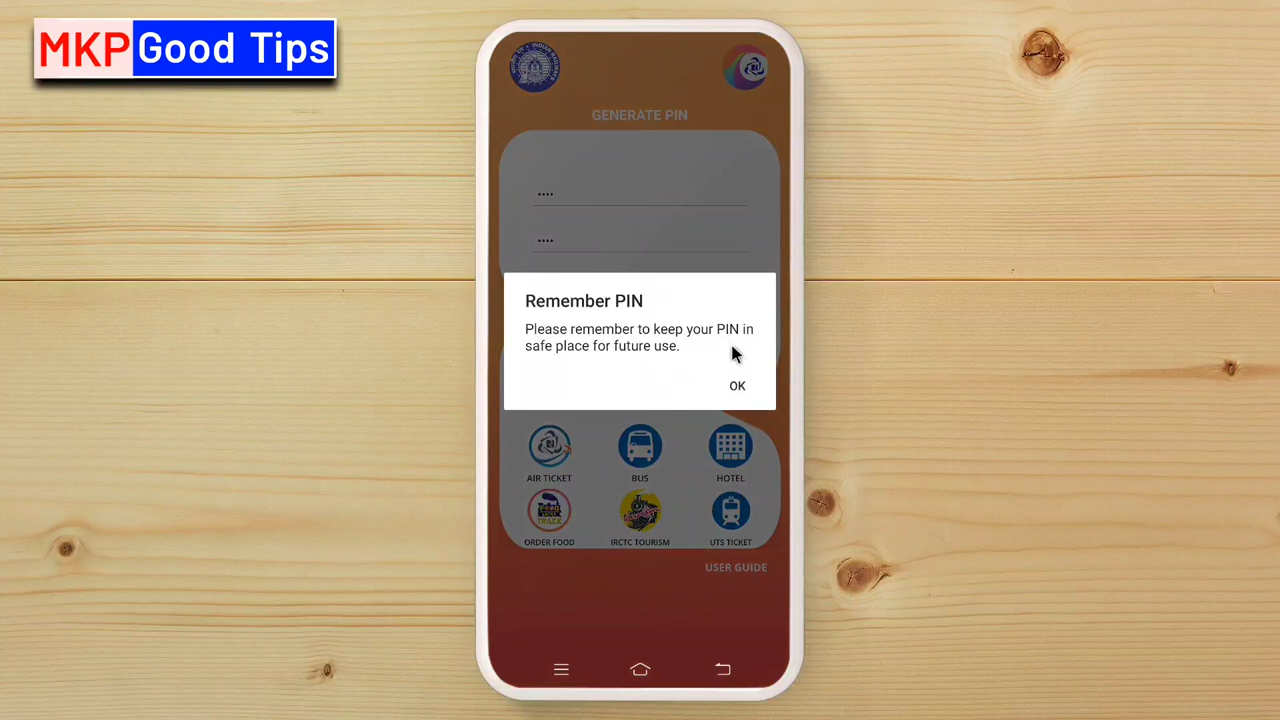 MKP Good Tips
GENERATE PIN
••••
••••
Remember PIN
Please remember to keep your PIN in
safe place for future use.
OK
AIR TICKET
BUS
HOTEL
ORDER FOOD
IRCTC TOURISM
UTS TICKET
USER GUIDE